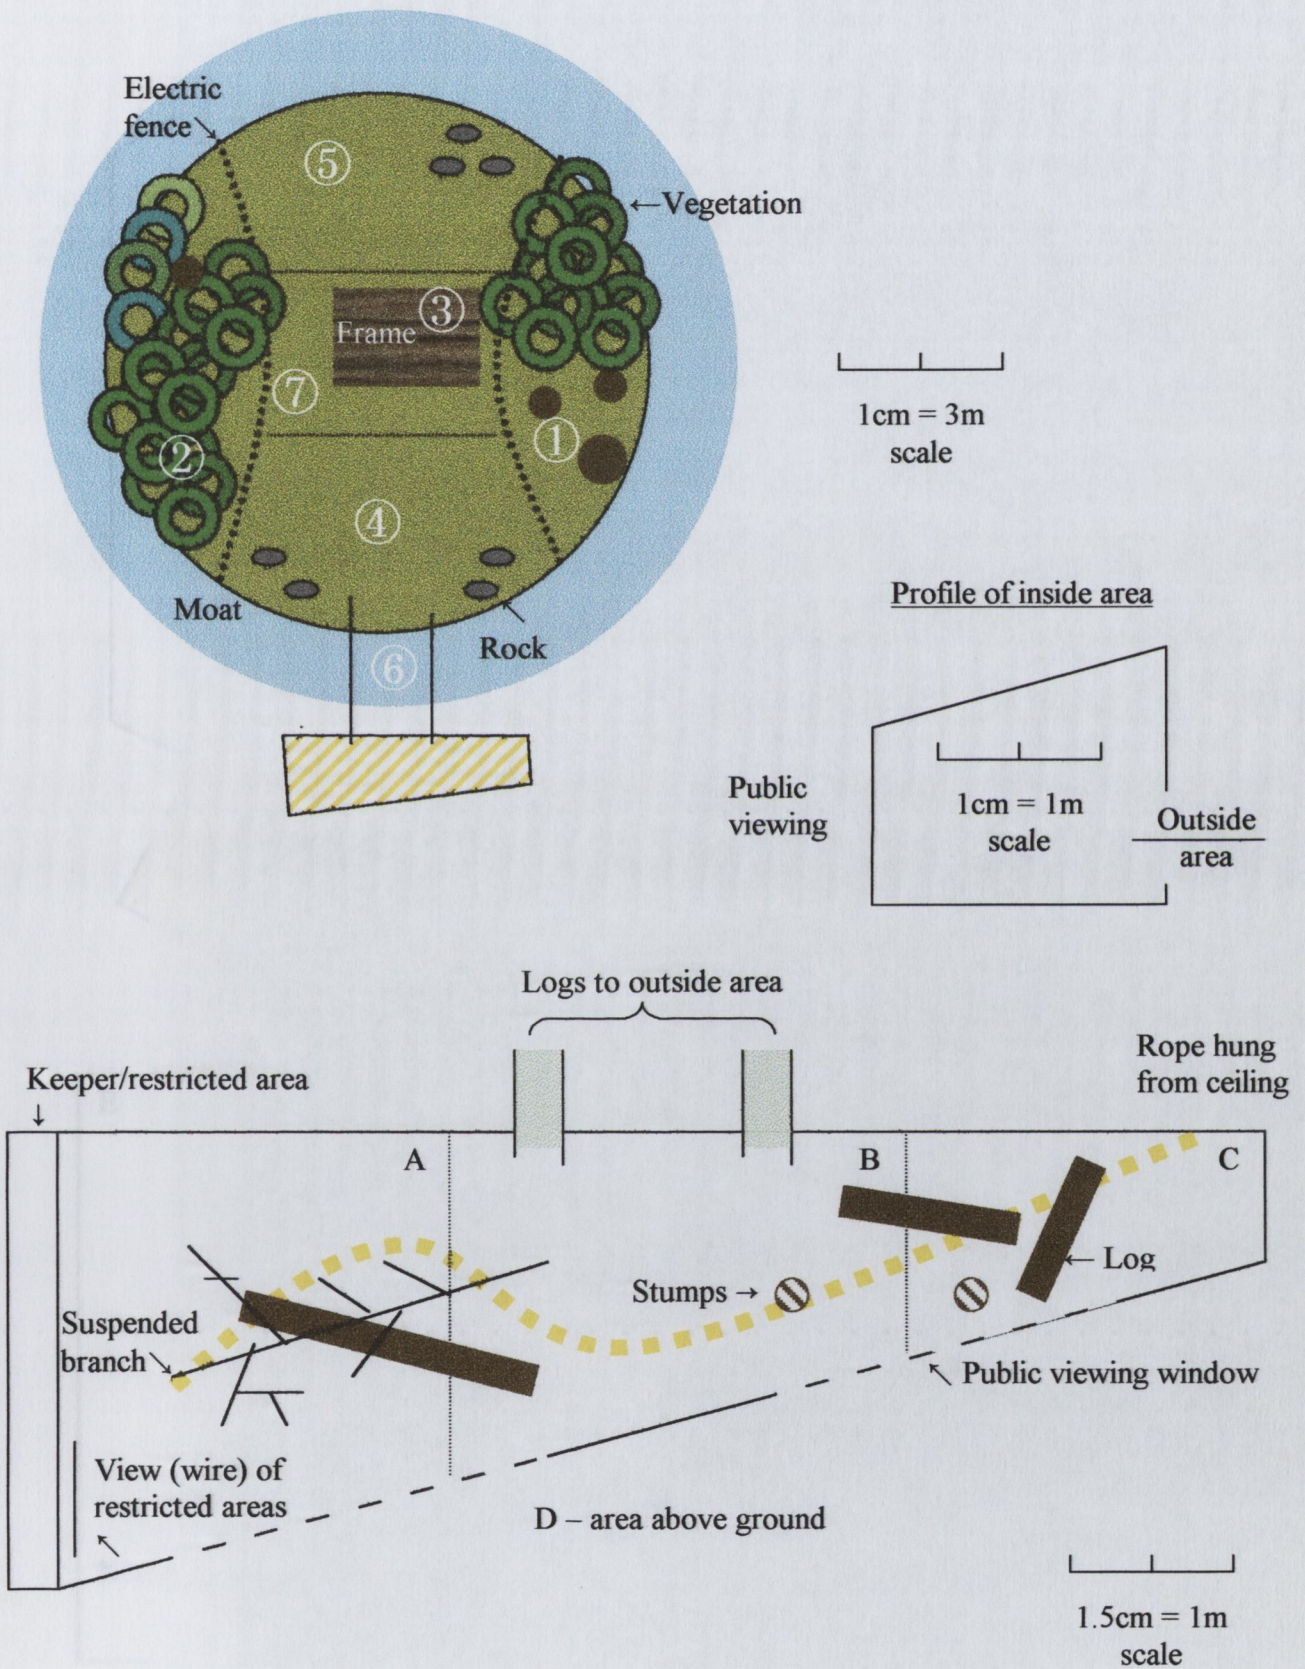 Electric
fence
⑤
←Vegetation
③
Frame
⑦
1cm = 3m
scale
①
②
④
Moat
Rock
⑥
Profile of inside area
Public
viewing
1cm = 1m
scale
Outside
area
Logs to outside area
Rope hung
from ceiling
Keeper/restricted area
A
B
C
Stumps →
← Log
Suspended
branch
Public viewing window
View (wire) of
restricted areas
D – area above ground
1.5cm = 1m
scale